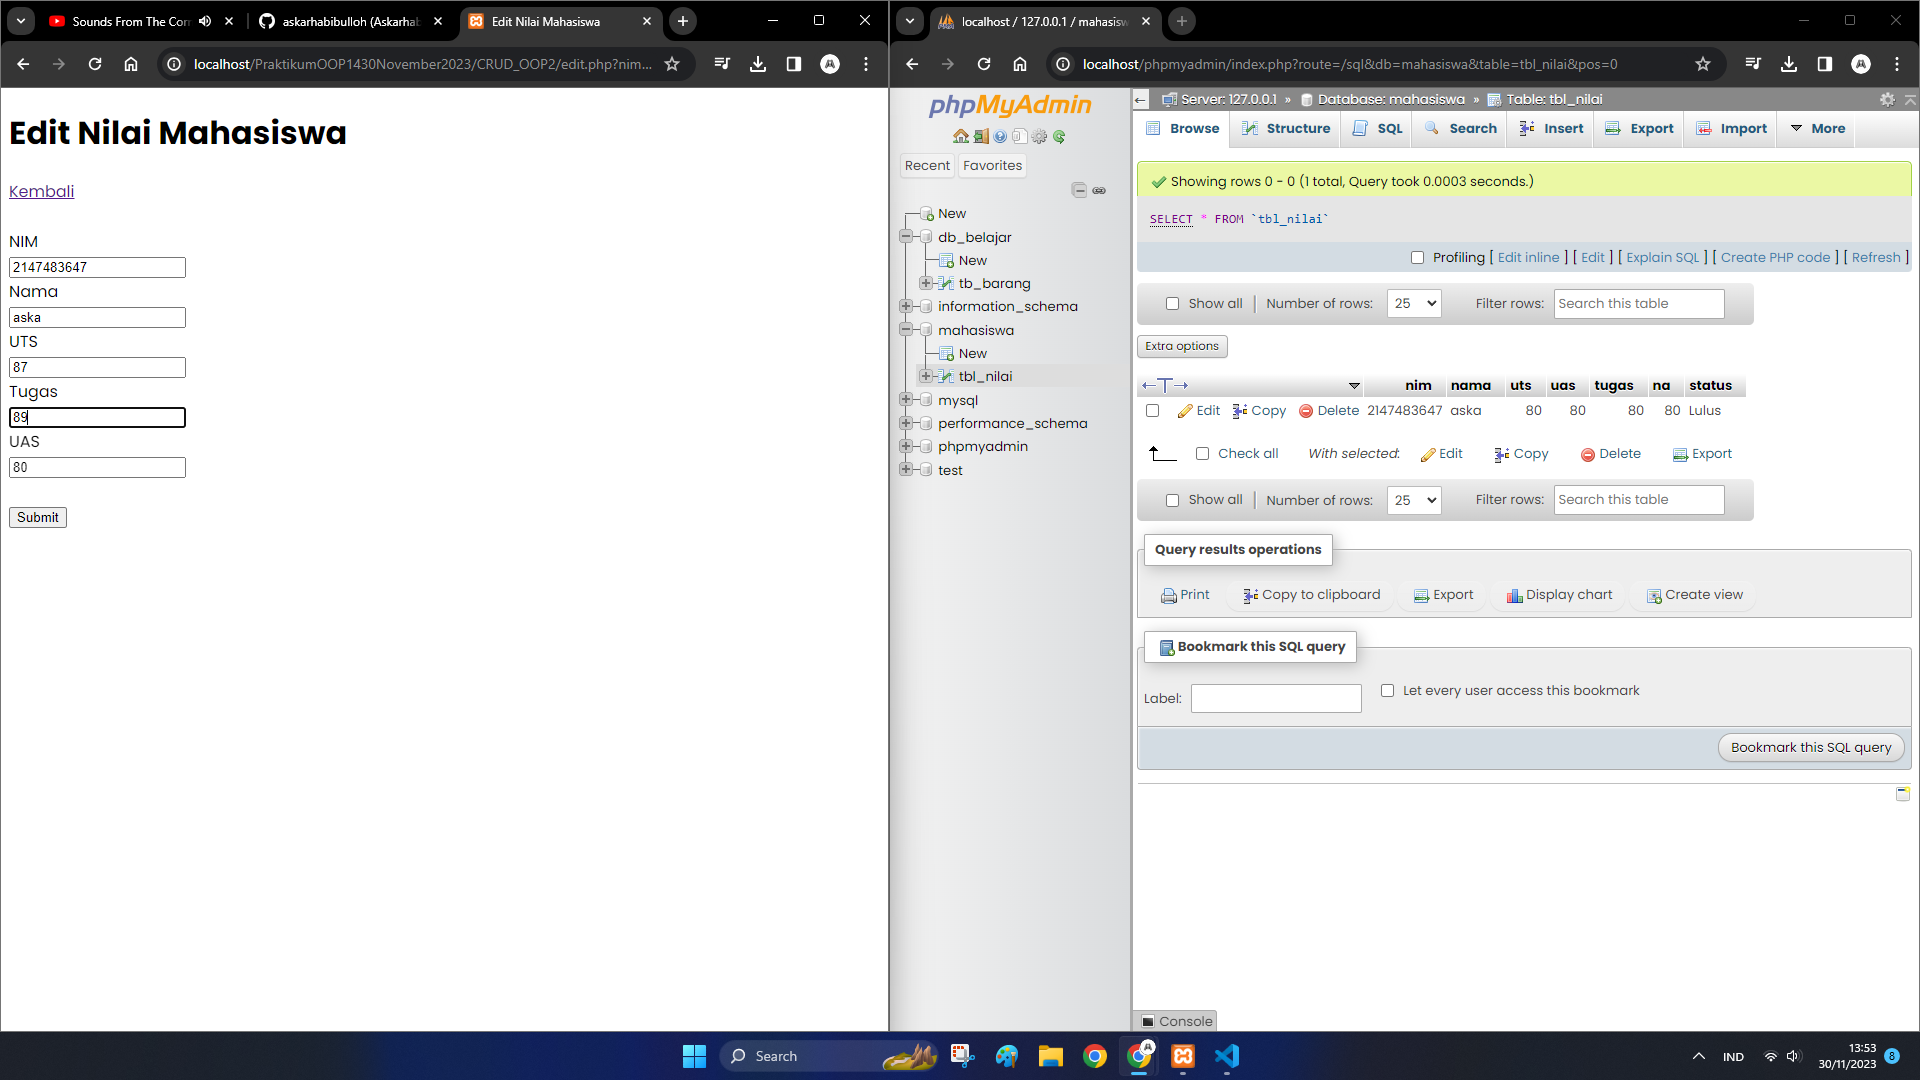 Sounds From The Corr
askarhabibulloh (Askarhab
Edit Nilai Mahasiswa
localhost/PraktikumOOP1430November2023/CRUD_OOP2/edit.php?nim...
Edit Nilai Mahasiswa
Kembali
NIM
2147483647
Nama
aska
UTS
87
Tugas
89
UAS
80
Submit
localhost / 127.0.0.1 / mahasisw
localhost/phpmyadmin/index.php?route=/sql&db=mahasiswa&table=tbl_nilai&pos=0
phpMyAdmin
Recent Favorites
New
db_belajar
New
tb_barang
information_schema
mahasiswa
New
tbl_nilai
mysql
performance_schema
phpmyadmin
test
Server: 127.0.0.1 » Database: mahasiswa » Table: tbl_nilai
Browse Structure SQL Search Insert Export Import More
Showing rows 0 - 0 (1 total, Query took 0.0003 seconds.)
SELECT * FROM `tbl_nilai`
Profiling [ Edit inline ] [ Edit ] [ Explain SQL ] [ Create PHP code ] [ Refresh ]
Show all | Number of rows: 25 Filter rows: Search this table
Extra options
←T→ nim nama uts uas tugas na status
Edit Copy Delete 2147483647 aska 80 80 80 80 Lulus
Check all With selected: Edit Copy Delete Export
Show all | Number of rows: 25 Filter rows: Search this table
Query results operations
Print Copy to clipboard Export Display chart Create view
Bookmark this SQL query
Label: Let every user access this bookmark
Bookmark this SQL query
Console
Search
IND
13:53
30/11/2023
8